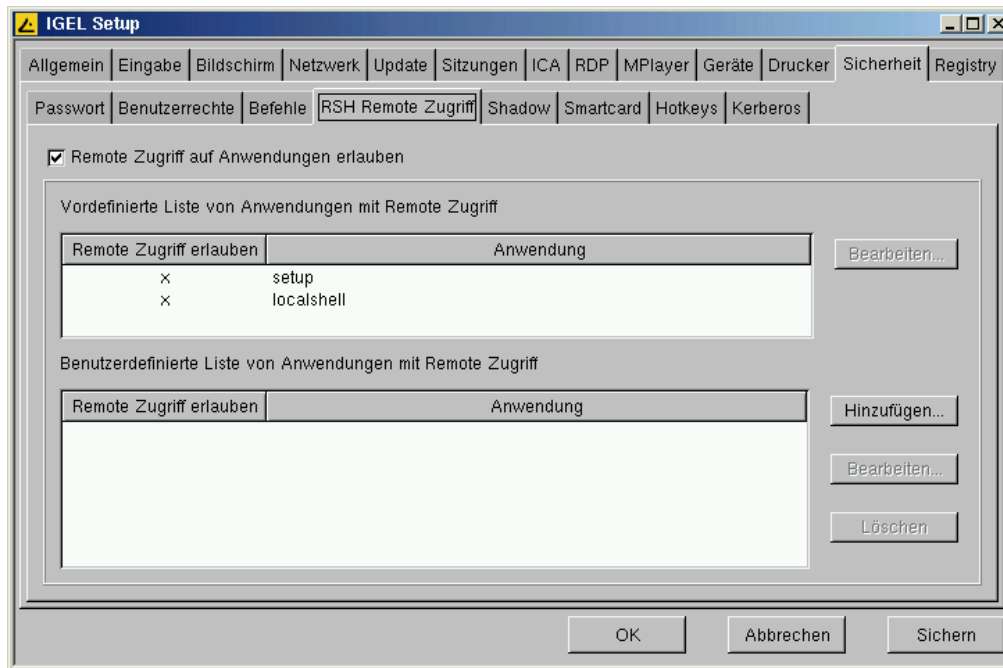 IGEL Setup
Allgemein Eingabe Bildschirm Netzwerk Update Sitzungen ICA RDP MPlayer Geräte Drucker Sicherheit Registry
Passwort Benutzerrechte Befehle RSH Remote Zugriff Shadow Smartcard Hotkeys Kerberos
Remote Zugriff auf Anwendungen erlauben
Vordefinierte Liste von Anwendungen mit Remote Zugriff
Remote Zugriff erlauben Anwendung
Bearbeiten...
x setup
x localshell
Benutzerdefinierte Liste von Anwendungen mit Remote Zugriff
Remote Zugriff erlauben Anwendung
Hinzufügen...
Bearbeiten...
Löschen
OK Abbrechen Sichern